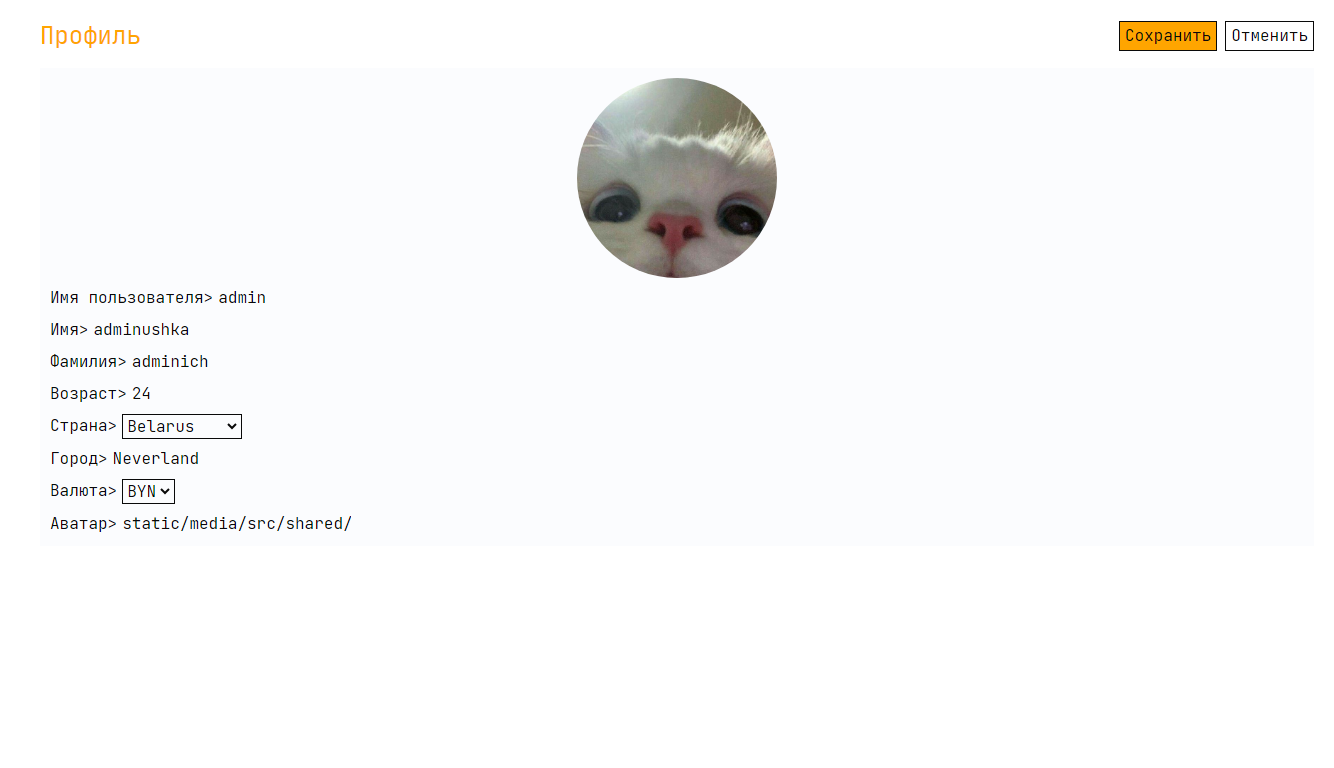 Профиль
Сохранить Отменить
Имя пользователя> admin
Имя> adminushka
Фамилия> adminich
Возраст> 24
Страна> Belarus
Город> Neverland
Валюта> BYN
Аватар> static/media/src/shared/